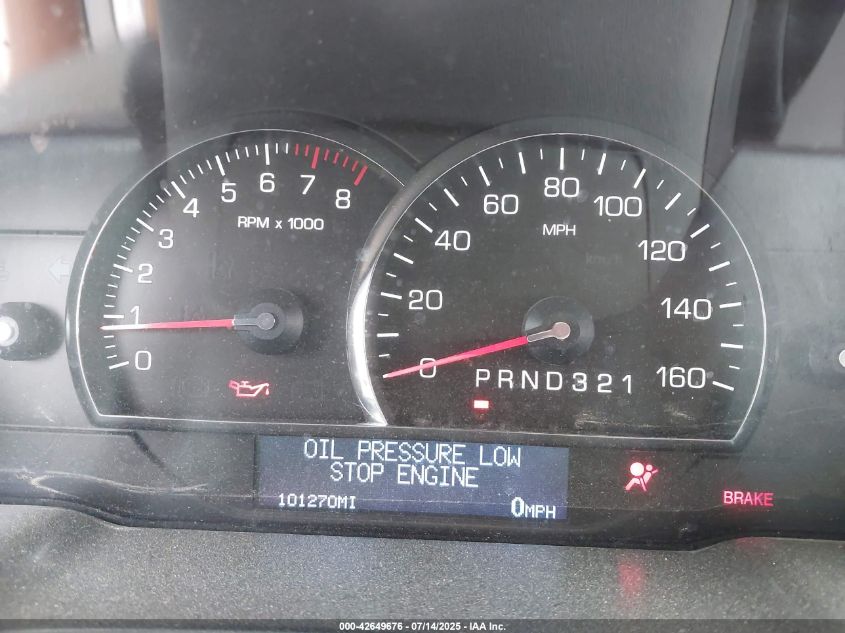 0 1 2 3 4 5 6 7 8
RPM x 1000
0 20 40 60 80 100 120 140 160
MPH
km/h
PRND321
OIL PRESSURE LOW
STOP ENGINE
101270MI
0MPH
BRAKE
000-42649676 - 07/14/2025 - IAA Inc.